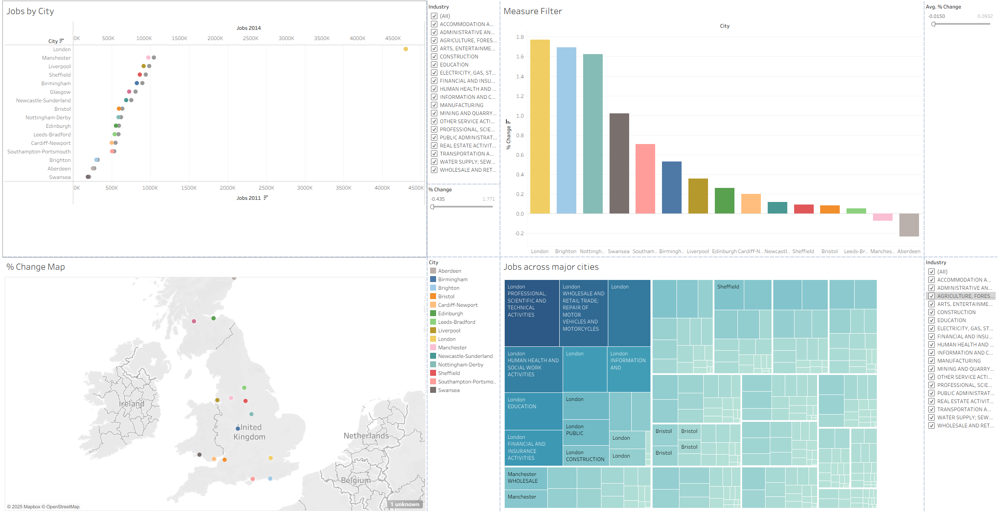 Jobs by City
Jobs 2014
City
0K 500K 1000K 1500K 2000K 2500K 3000K 3500K 4000K 4500K
London
Manchester
Liverpool
Sheffield
Birmingham
Glasgow
Newcastle-Sunderland
Bristol
Nottingham-Derby
Edinburgh
Leeds-Bradford
Cardiff-Newport
Southampton-Portsmouth
Brighton
Aberdeen
Swansea
0K 500K 1000K 1500K 2000K 2500K 3000K 3500K 4000K 4500K
Jobs 2011
Industry
(All)
ACCOMMODATION A...
ADMINISTRATIVE AN...
AGRICULTURE, FORES...
ARTS, ENTERTAINME...
CONSTRUCTION
EDUCATION
ELECTRICITY, GAS, ST...
FINANCIAL AND INSU...
HUMAN HEALTH AND ...
INFORMATION AND C...
MANUFACTURING
MINING AND QUARRY...
OTHER SERVICE ACTI...
PROFESSIONAL, SCIE...
PUBLIC ADMINISTRAT...
REAL ESTATE ACTIVIT...
TRANSPORTATION A...
WATER SUPPLY; SEW...
WHOLESALE AND RET...
% Change
-0.435 1.771
Measure Filter
City
% Change
1.8
1.6
1.4
1.2
1.0
0.8
0.6
0.4
0.2
0.0
-0.2
London Brighton Nottingh.. Swansea Southam.. Birmingh.. Liverpool Edinburgh Cardiff-N.. Newcastl.. Sheffield Bristol Leeds-Br.. Manches.. Aberdeen
Avg. % Change
-0.0150 0.0932
% Change Map
Ireland
United
Kingdom
Netherlands
Belgium
1 unknown
© 2025 Mapbox © OpenStreetMap
City
Aberdeen
Birmingham
Brighton
Bristol
Cardiff-Newport
Edinburgh
Leeds-Bradford
Liverpool
London
Manchester
Newcastle-Sunderland
Nottingham-Derby
Sheffield
Southampton-Portsmo..
Swansea
Jobs across major cities
London
PROFESSIONAL,
SCIENTIFIC AND
TECHNICAL
ACTIVITIES
London
WHOLESALE AND
RETAIL TRADE;
REPAIR OF
MOTOR
VEHICLES AND
MOTORCYCLES
London
London
HUMAN HEALTH AND
SOCIAL WORK
ACTIVITIES
London
London
INFORMATION
AND
London
EDUCATION
London
FINANCIAL AND
INSURANCE
ACTIVITIES
London
London
PUBLIC
London
CONSTRUCTION
London
London
Manchester
WHOLESALE
Manchester
Sheffield
Bristol
Bristol
Bristol
Bristol
Industry
(All)
ACCOMMODATION A...
ADMINISTRATIVE AN...
AGRICULTURE, FORES...
ARTS, ENTERTAINME...
CONSTRUCTION
EDUCATION
ELECTRICITY, GAS, ST...
FINANCIAL AND INSU...
HUMAN HEALTH AND ...
INFORMATION AND C...
MANUFACTURING
MINING AND QUARRY...
OTHER SERVICE ACTI...
PROFESSIONAL, SCIE...
PUBLIC ADMINISTRAT...
REAL ESTATE ACTIVIT...
TRANSPORTATION A...
WATER SUPPLY; SEW...
WHOLESALE AND RET...